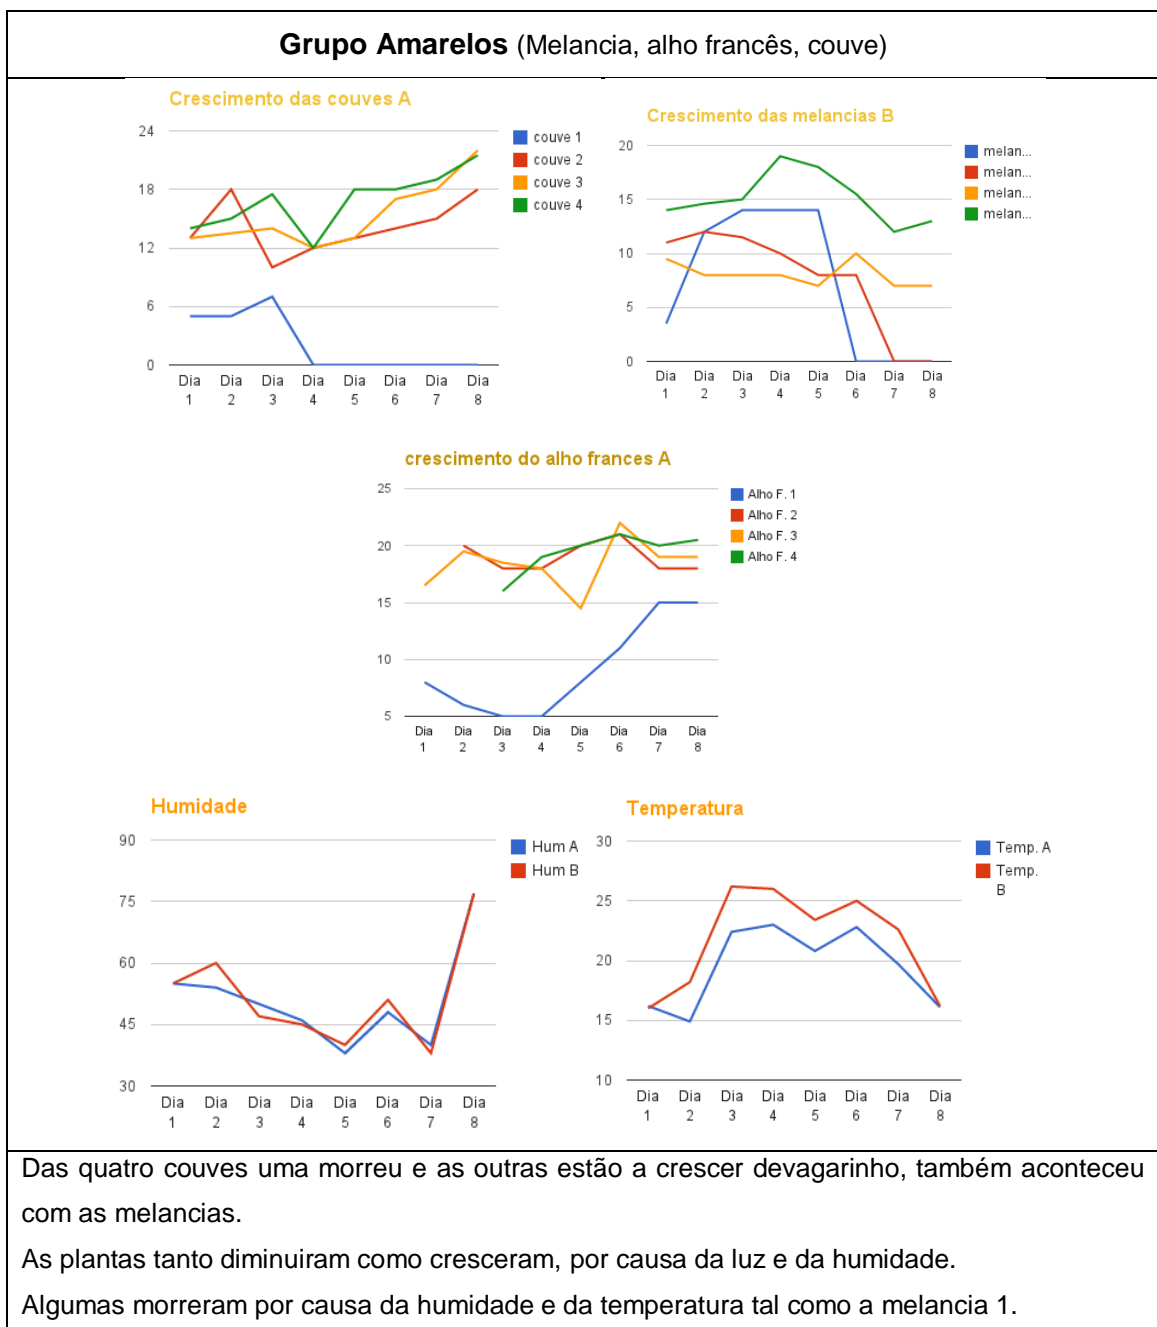 Grupo Amarelos (Melancia, alho francês, couve)
Crescimento das couves A
24
18
12
6
0
Dia 1
Dia 2
Dia 3
Dia 4
Dia 5
Dia 6
Dia 7
Dia 8
couve 1
couve 2
couve 3
couve 4
Crescimento das melancias B
20
15
10
5
0
Dia 1
Dia 2
Dia 3
Dia 4
Dia 5
Dia 6
Dia 7
Dia 8
melan...
melan...
melan...
melan...
crescimento do alho frances A
25
20
15
10
5
Dia 1
Dia 2
Dia 3
Dia 4
Dia 5
Dia 6
Dia 7
Dia 8
Alho F. 1
Alho F. 2
Alho F. 3
Alho F. 4
Humidade
90
75
60
45
30
Dia 1
Dia 2
Dia 3
Dia 4
Dia 5
Dia 6
Dia 7
Dia 8
Hum A
Hum B
Temperatura
30
25
20
15
10
Dia 1
Dia 2
Dia 3
Dia 4
Dia 5
Dia 6
Dia 7
Dia 8
Temp. A
Temp.
B
Das quatro couves uma morreu e as outras estão a crescer devagarinho, também aconteceu
com as melancias.
As plantas tanto diminuiram como cresceram, por causa da luz e da humidade.
Algumas morreram por causa da humidade e da temperatura tal como a melancia 1.